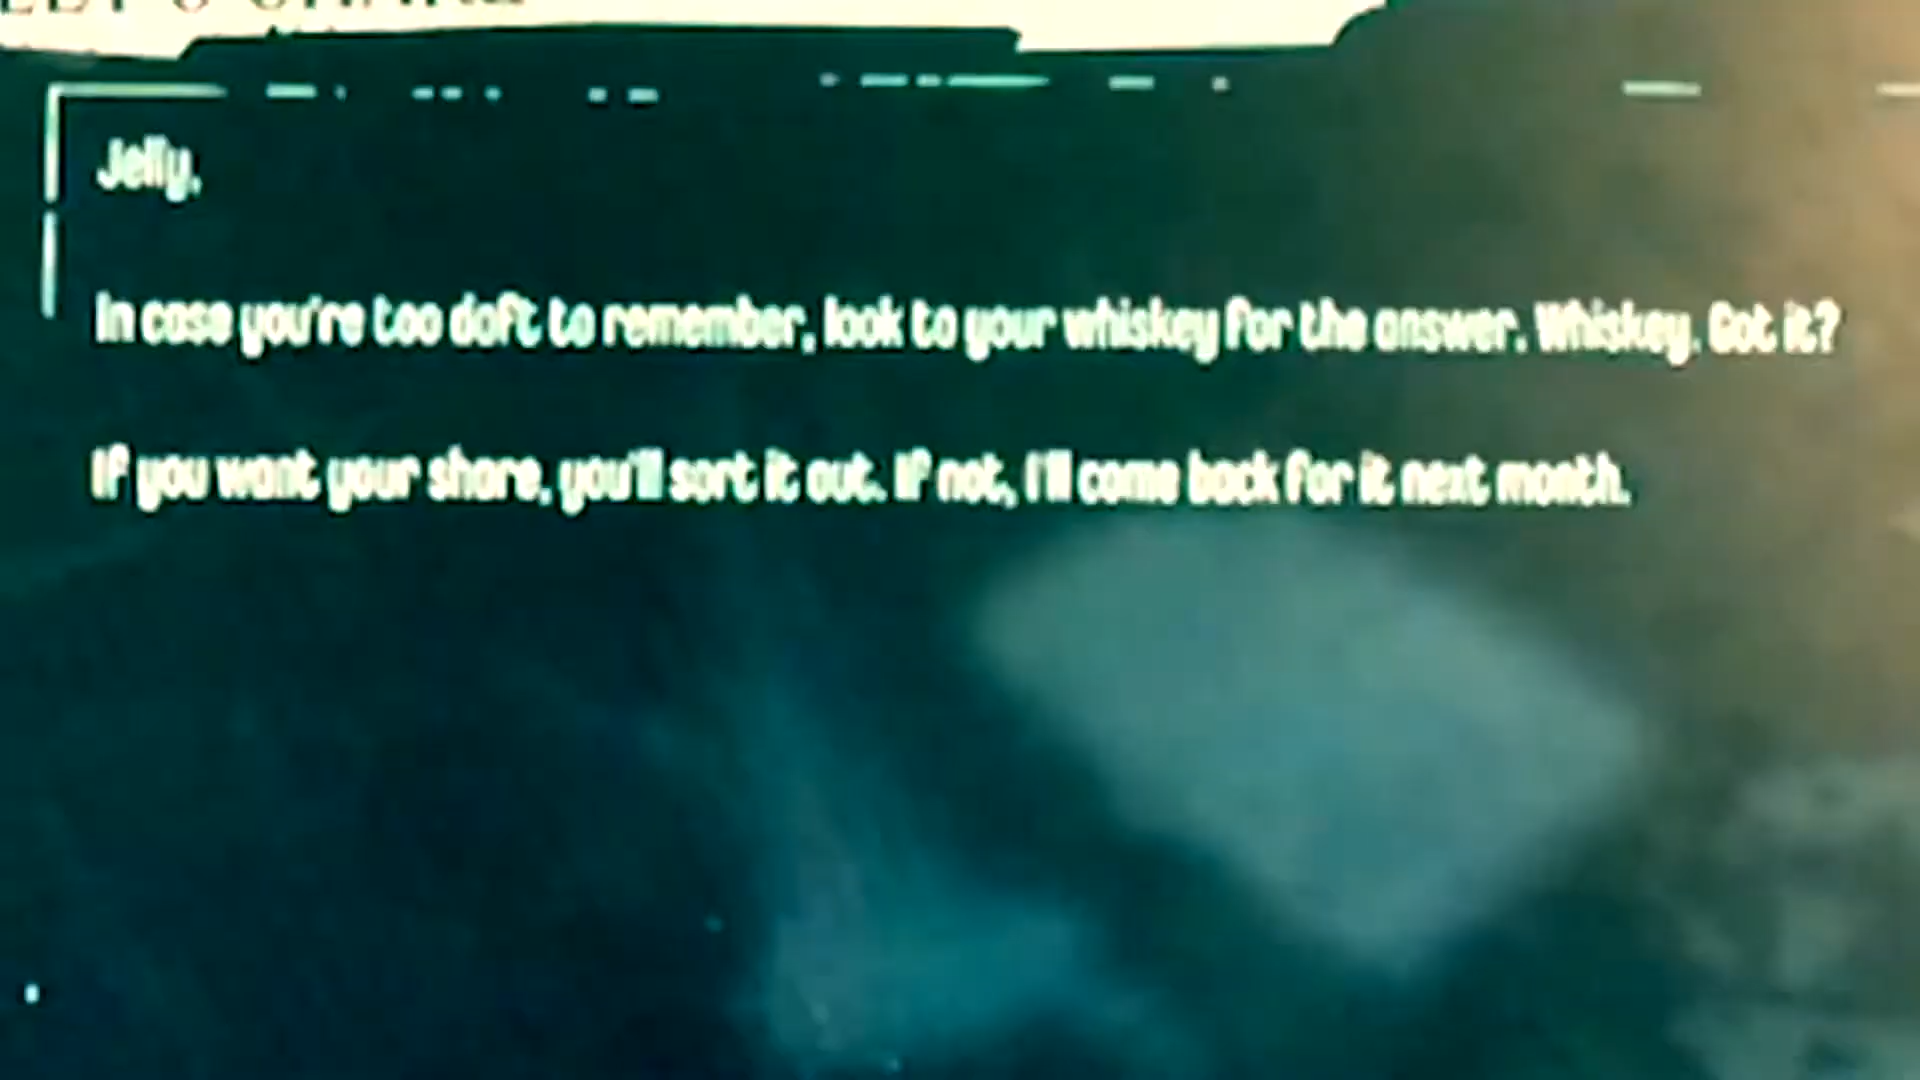 Jelly,
In case you're too daft to remember, look to your whiskey for the answer. Whiskey. Got it?
If you want your share, you'll sort it out. If not, I'll come back for it next month.